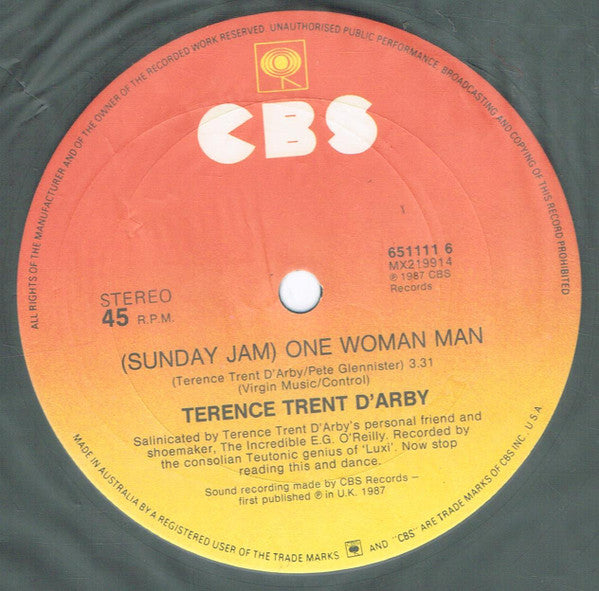 ALL RIGHTS OF THE MANUFACTURER AND OF THE OWNER OF THE RECORDED WORK RESERVED. UNAUTHORISED PUBLIC PERFORMANCE, BROADCASTING AND COPYING OF THIS RECORD PROHIBITED
CBS
651111 6
MX219914
℗ 1987 CBS
Records
STEREO
45 R.P.M.
(SUNDAY JAM) ONE WOMAN MAN
(Terence Trent D'Arby/Pete Glennister) 3.31
(Virgin Music/Control)
TERENCE TRENT D'ARBY
Salinicated by Terence Trent D'Arby's personal friend and
shoemaker, The Incredible E.G. O'Reilly. Recorded by
the consolian Teutonic genius of 'Luxi'. Now stop
reading this and dance.
Sound recording made by CBS Records –
first published ℗ in U.K. 1987
MADE IN AUSTRALIA BY A REGISTERED USER OF THE TRADE MARKS AND "CBS" ARE TRADE MARKS OF CBS INC. U.S.A.